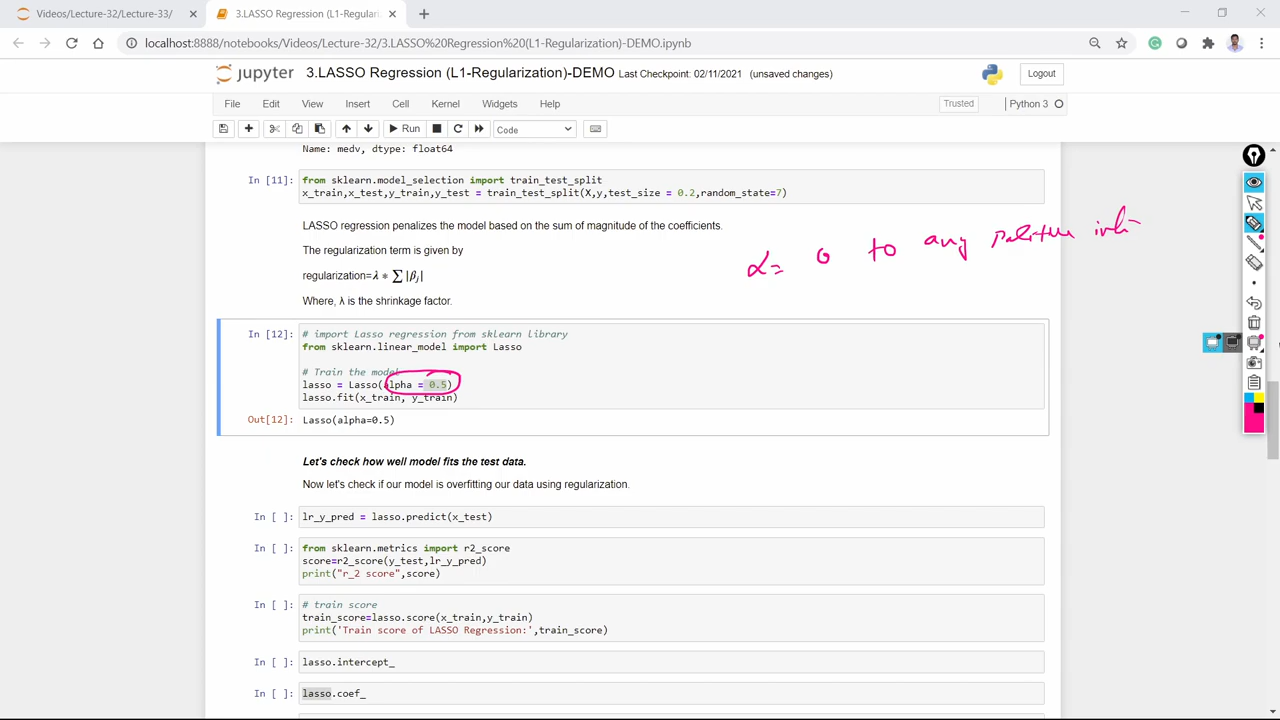 Videos/Lecture-32/Lecture-33/
3.LASSO Regression (L1-Regulari
localhost:8888/notebooks/Videos/Lecture-32/3.LASSO%20Regression%20(L1-Regularization)-DEMO.ipynb
jupyter 3.LASSO Regression (L1-Regularization)-DEMO Last Checkpoint: 02/11/2021 (unsaved changes)
Logout
File Edit View Insert Cell Kernel Widgets Help
Trusted Python 3
Run Code
Name: medv, dtype: float64
In [11]: from sklearn.model_selection import train_test_split
x_train,x_test,y_train,y_test = train_test_split(X,y,test_size = 0.2,random_state=7)
LASSO regression penalizes the model based on the sum of magnitude of the coefficients.
The regularization term is given by
regularization=λ * ∑ |βj|
Where, λ is the shrinkage factor.
α= 0 to any
In [12]: # import Lasso regression from sklearn library
from sklearn.linear_model import Lasso
# Train the model
lasso = Lasso(alpha = 0.5)
lasso.fit(x_train, y_train)
Out[12]: Lasso(alpha=0.5)
Let's check how well model fits the test data.
Now let's check if our model is overfitting our data using regularization.
In [ ]: lr_y_pred = lasso.predict(x_test)
In [ ]: from sklearn.metrics import r2_score
score=r2_score(y_test,lr_y_pred)
print("r_2 score",score)
In [ ]: # train score
train_score=lasso.score(x_train,y_train)
print('Train score of LASSO Regression:',train_score)
In [ ]: lasso.intercept_
In [ ]: lasso.coef_